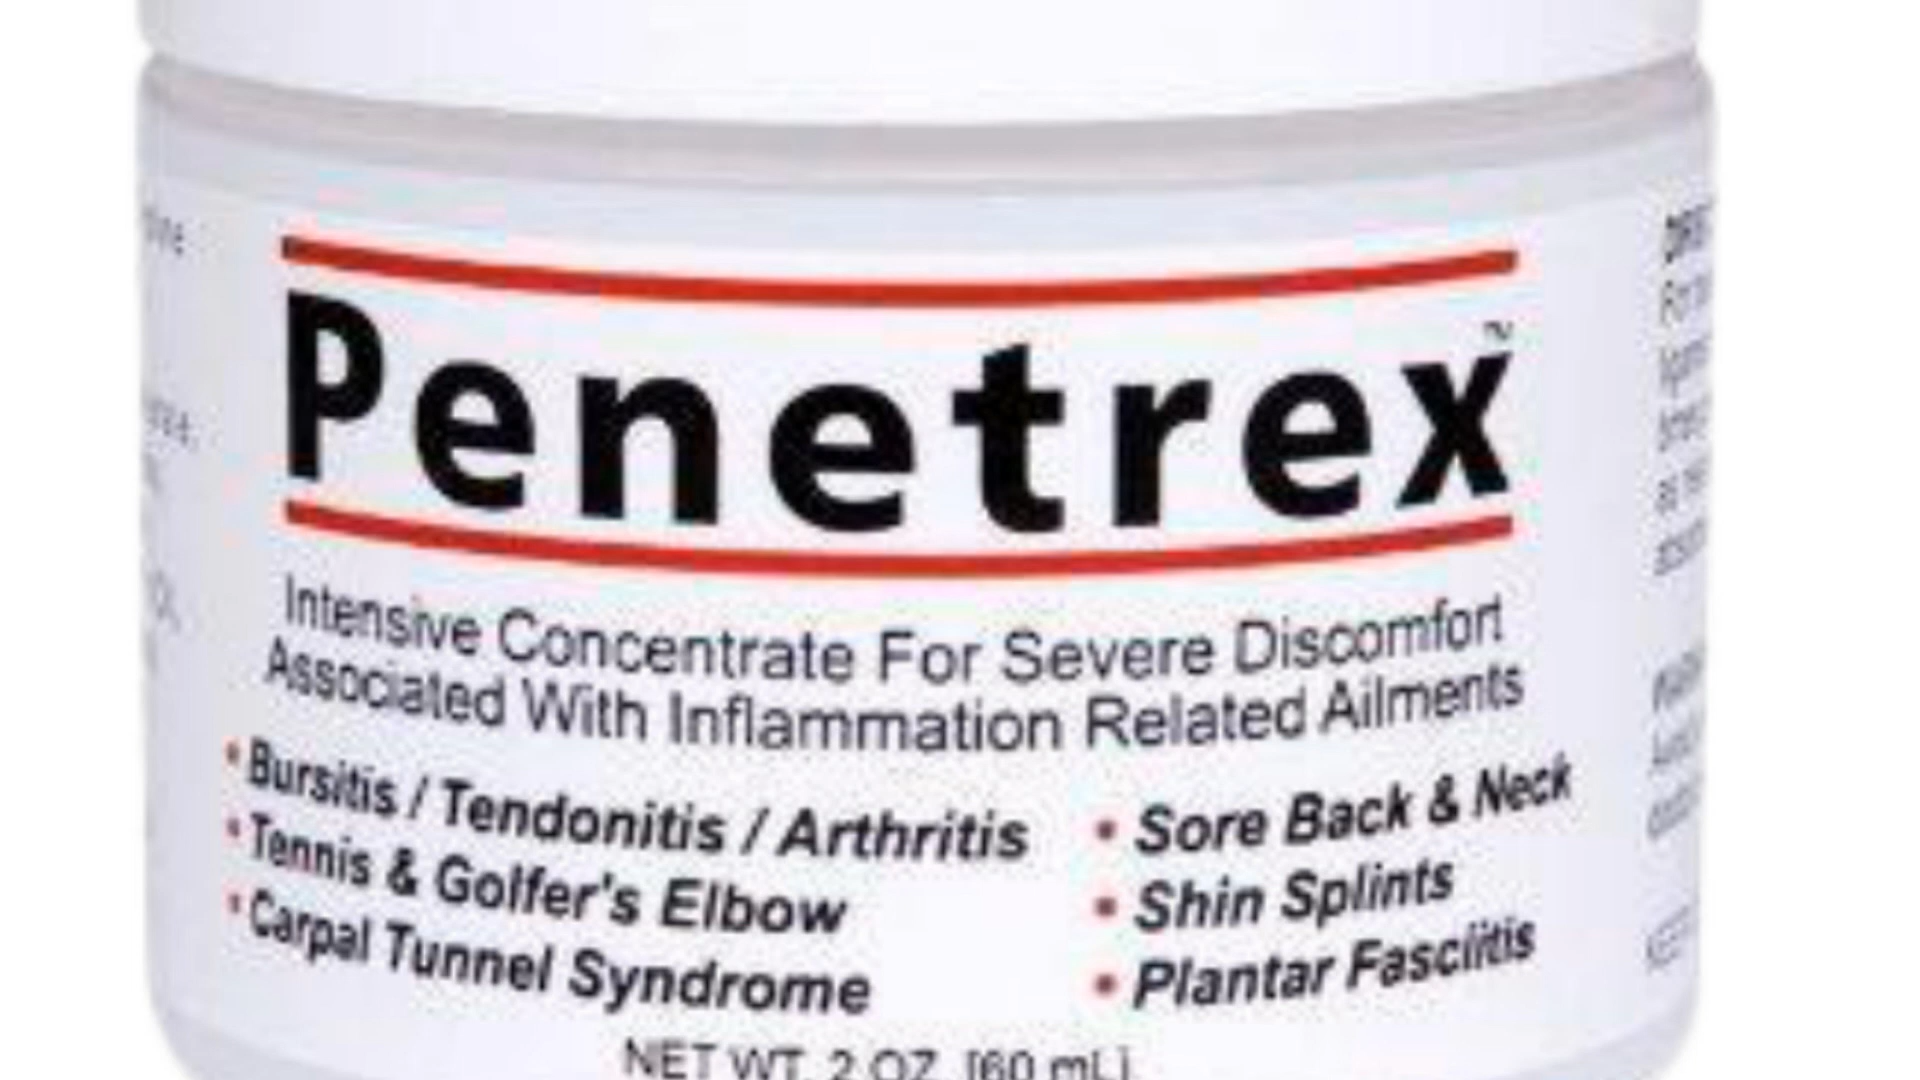 Penetrex™
Intensive Concentrate For Severe Discomfort
Associated With Inflammation Related Ailments
• Bursitis / Tendonitis / Arthritis
• Tennis & Golfer's Elbow
• Carpal Tunnel Syndrome
• Sore Back & Neck
• Shin Splints
• Plantar Fasciitis
NET WT. 2 OZ. [60 mL]